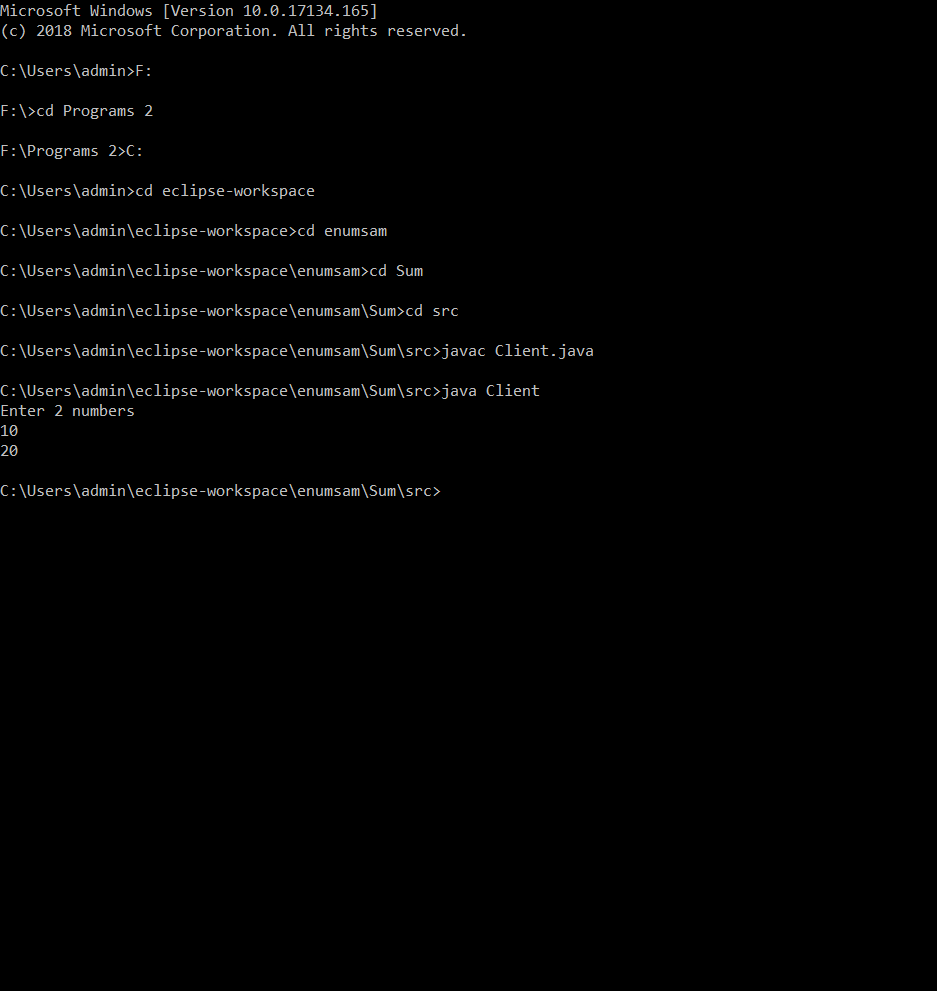 Microsoft Windows [Version 10.0.17134.165]
(c) 2018 Microsoft Corporation. All rights reserved.
C:\Users\admin>F:
F:\>cd Programs 2
F:\Programs 2>C:
C:\Users\admin>cd eclipse-workspace
C:\Users\admin\eclipse-workspace>cd enumsam
C:\Users\admin\eclipse-workspace\enumsam>cd Sum
C:\Users\admin\eclipse-workspace\enumsam\Sum>cd src
C:\Users\admin\eclipse-workspace\enumsam\Sum\src>javac Client.java
C:\Users\admin\eclipse-workspace\enumsam\Sum\src>java Client
Enter 2 numbers
10
20
C:\Users\admin\eclipse-workspace\enumsam\Sum\src>